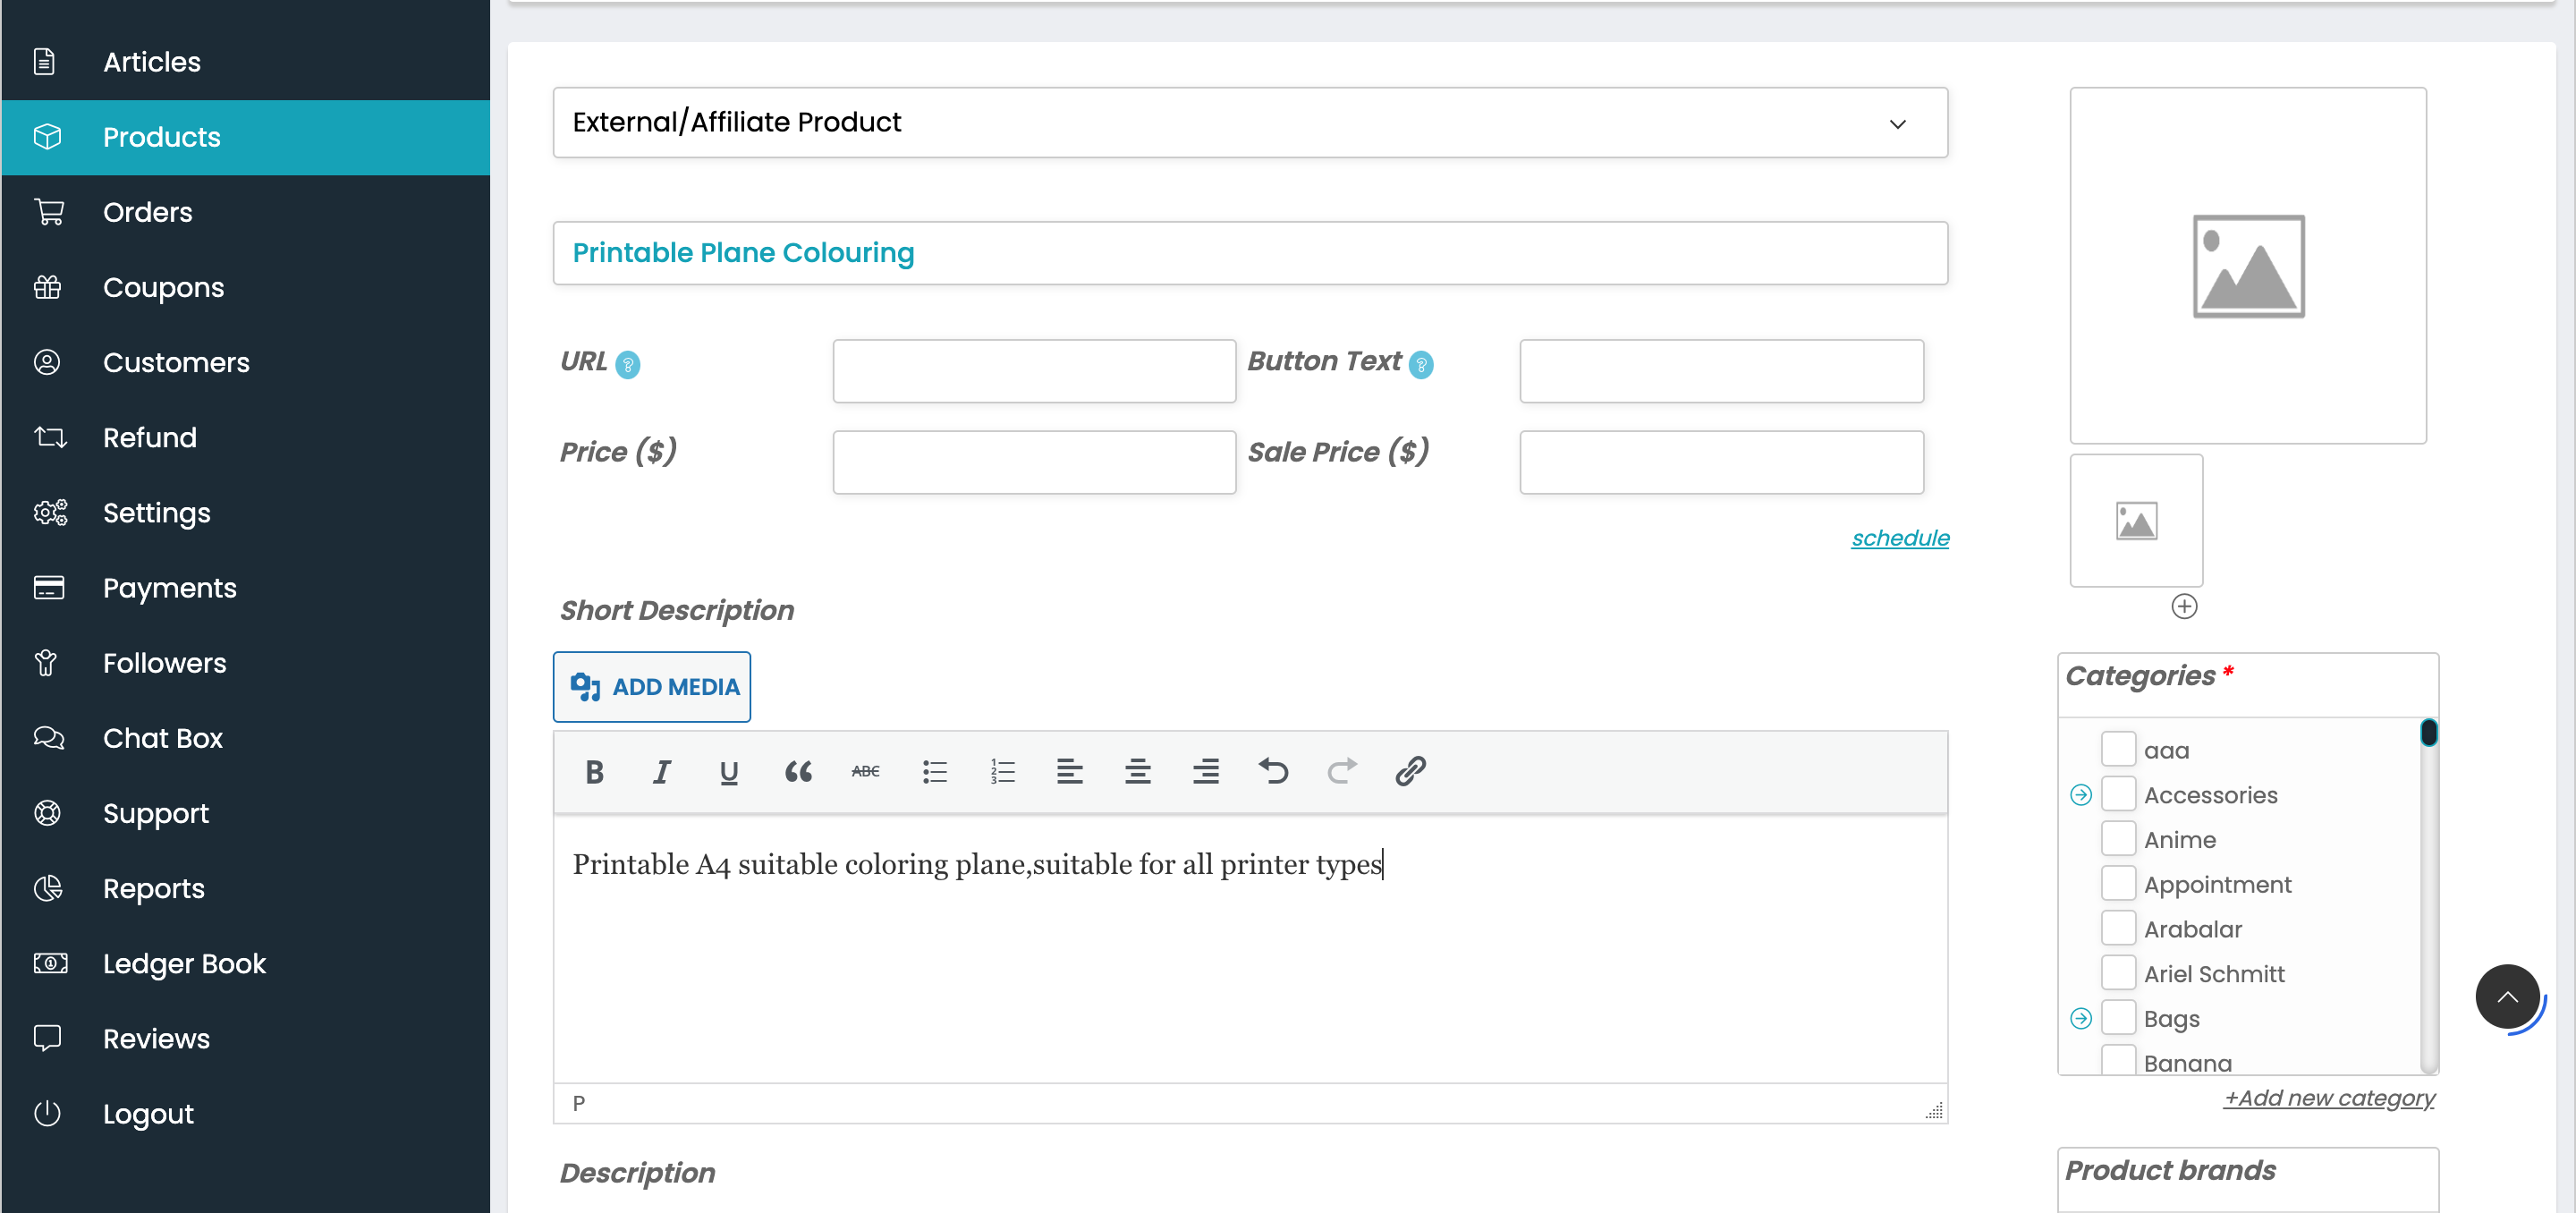 Articles
Products
Orders
Coupons
Customers
Refund
Settings
Payments
Followers
Chat Box
Support
Reports
Ledger Book
Reviews
Logout
External/Affiliate Product
Printable Plane Colouring
URL ?
Button Text ?
Price ($)
Sale Price ($)
schedule
Short Description
ADD MEDIA
B I U “ ABC
Printable A4 suitable coloring plane,suitable for all printer types
P
Description
Categories *
aaa
Accessories
Anime
Appointment
Arabalar
Ariel Schmitt
Bags
Banana
+Add new category
Product brands